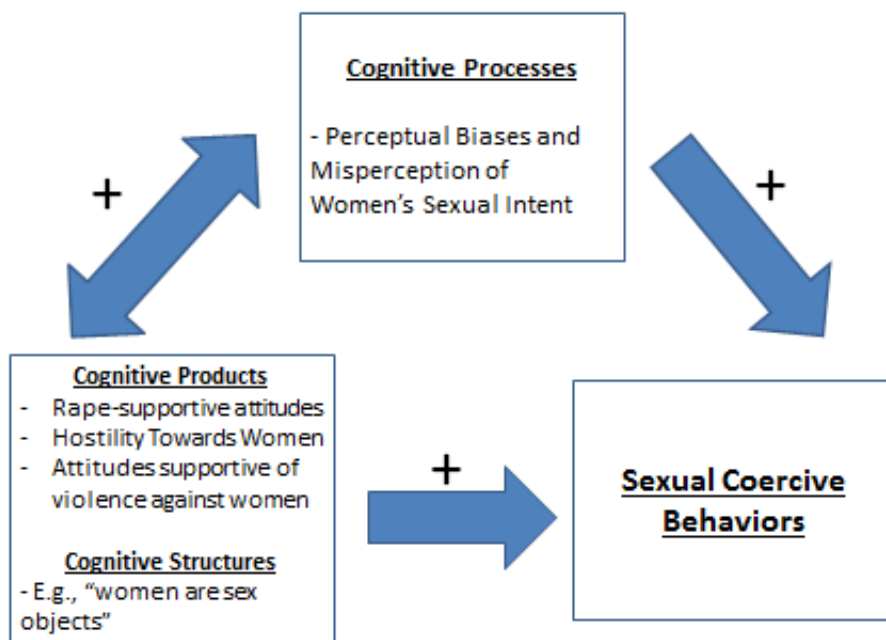 Cognitive Processes
- Perceptual Biases and
Misperception of
Women's Sexual Intent
+
+
Cognitive Products
- Rape-supportive attitudes
- Hostility Towards Women
- Attitudes supportive of
violence against women
Cognitive Structures
- E.g., “women are sex
objects”
+
Sexual Coercive
Behaviors